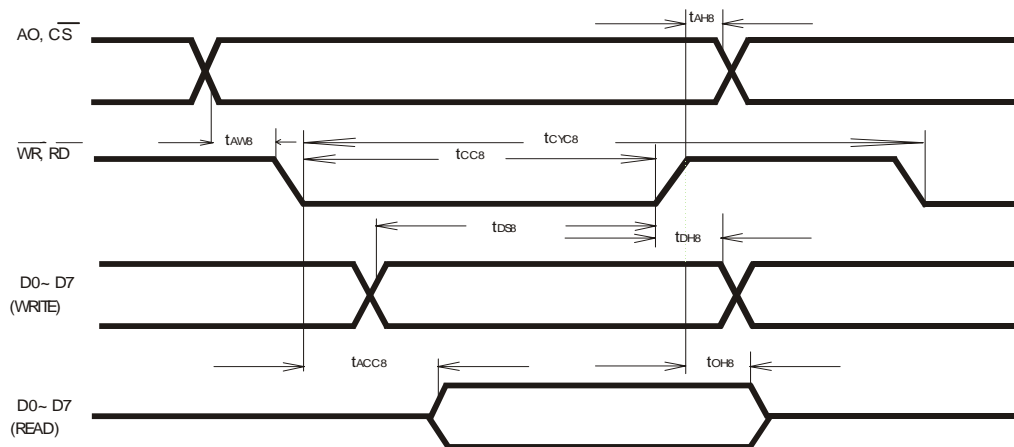 tAH8
AO, CS
tAW8
tCYC8
WR, RD
tCC8
tDS8
tDH8
D0~ D7
(WRITE)
tACC8
tOH8
D0~ D7
(READ)